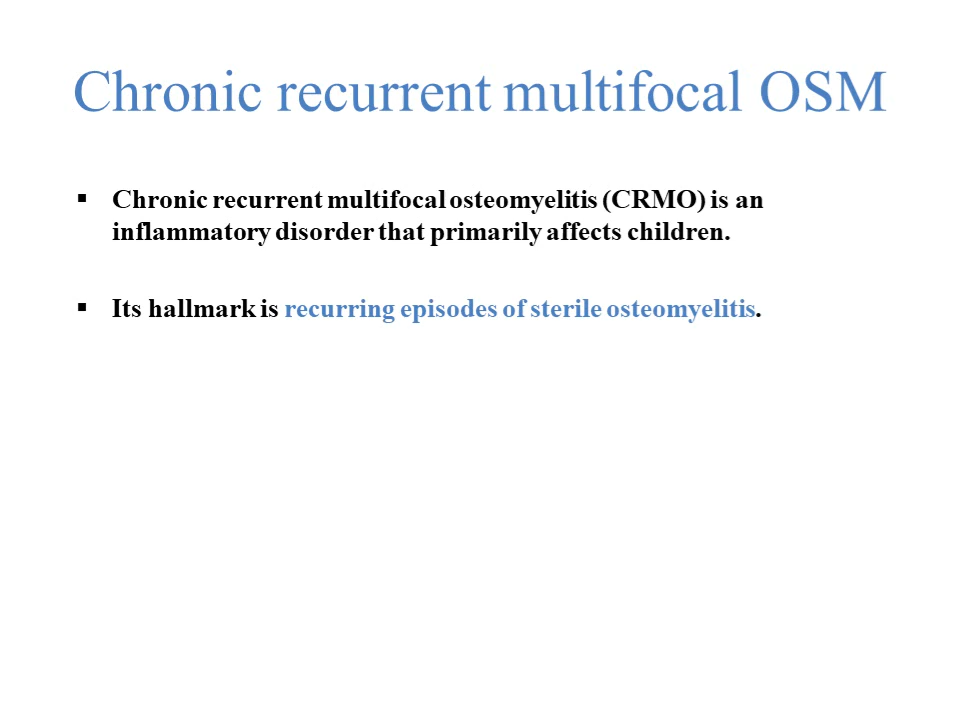 Chronic recurrent multifocal OSM
▪ Chronic recurrent multifocal osteomyelitis (CRMO) is an
inflammatory disorder that primarily affects children.
▪ Its hallmark is recurring episodes of sterile osteomyelitis.